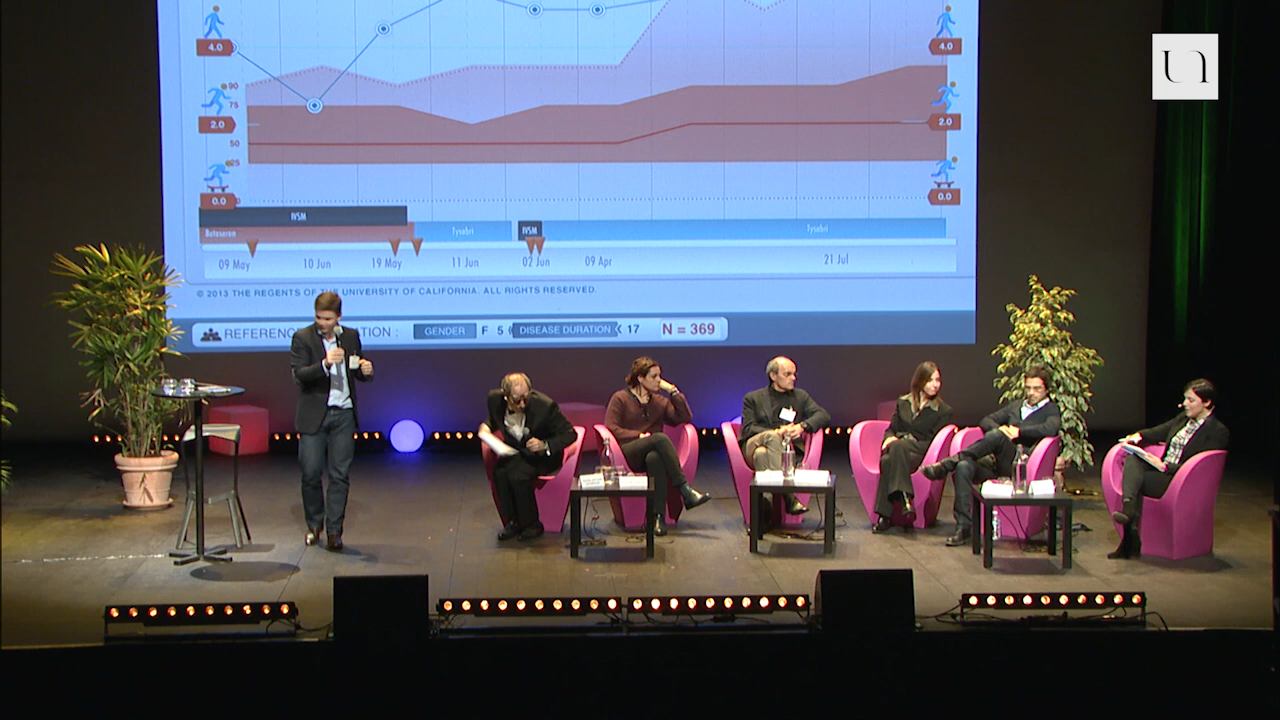 4.0
4.0
90
75
2.0
2.0
50
25
0.0
0.0
IVSM
Betaseron
Tysabri
IVSM
Tysabri
09 May
10 Jun
19 May
11 Jun
02 Jun
09 Apr
21 Jul
© 2013 THE REGENTS OF THE UNIVERSITY OF CALIFORNIA. ALL RIGHTS RESERVED.
GENDER F 5 DISEASE DURATION 17 N = 369